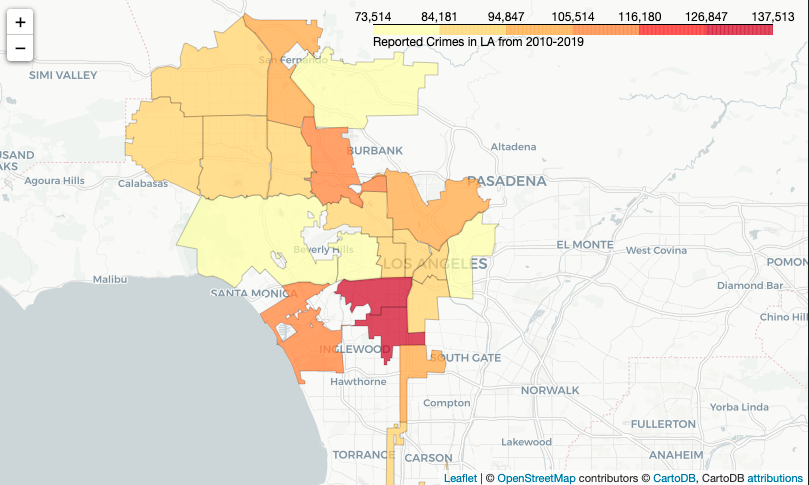 +
−
73,514 84,181 94,847 105,514 116,180 126,847 137,513
Reported Crimes in LA from 2010-2019
San Fernando
SIMI VALLEY
BURBANK
Altadena
USAND
AKS
Agoura Hills
Calabasas
PASADENA
EL MONTE
West Covina
Beverly Hills
LOS ANGELES
POMON
Malibu
SANTA MONICA
Diamond Bar
Chino Hill
INGLEWOOD
SOUTH GATE
Hawthorne
NORWALK
Compton
Yorba Linda
FULLERTON
Lakewood
TORRANCE
CARSON
ANAHEIM
Leaflet | © OpenStreetMap contributors © CartoDB, CartoDB attributions